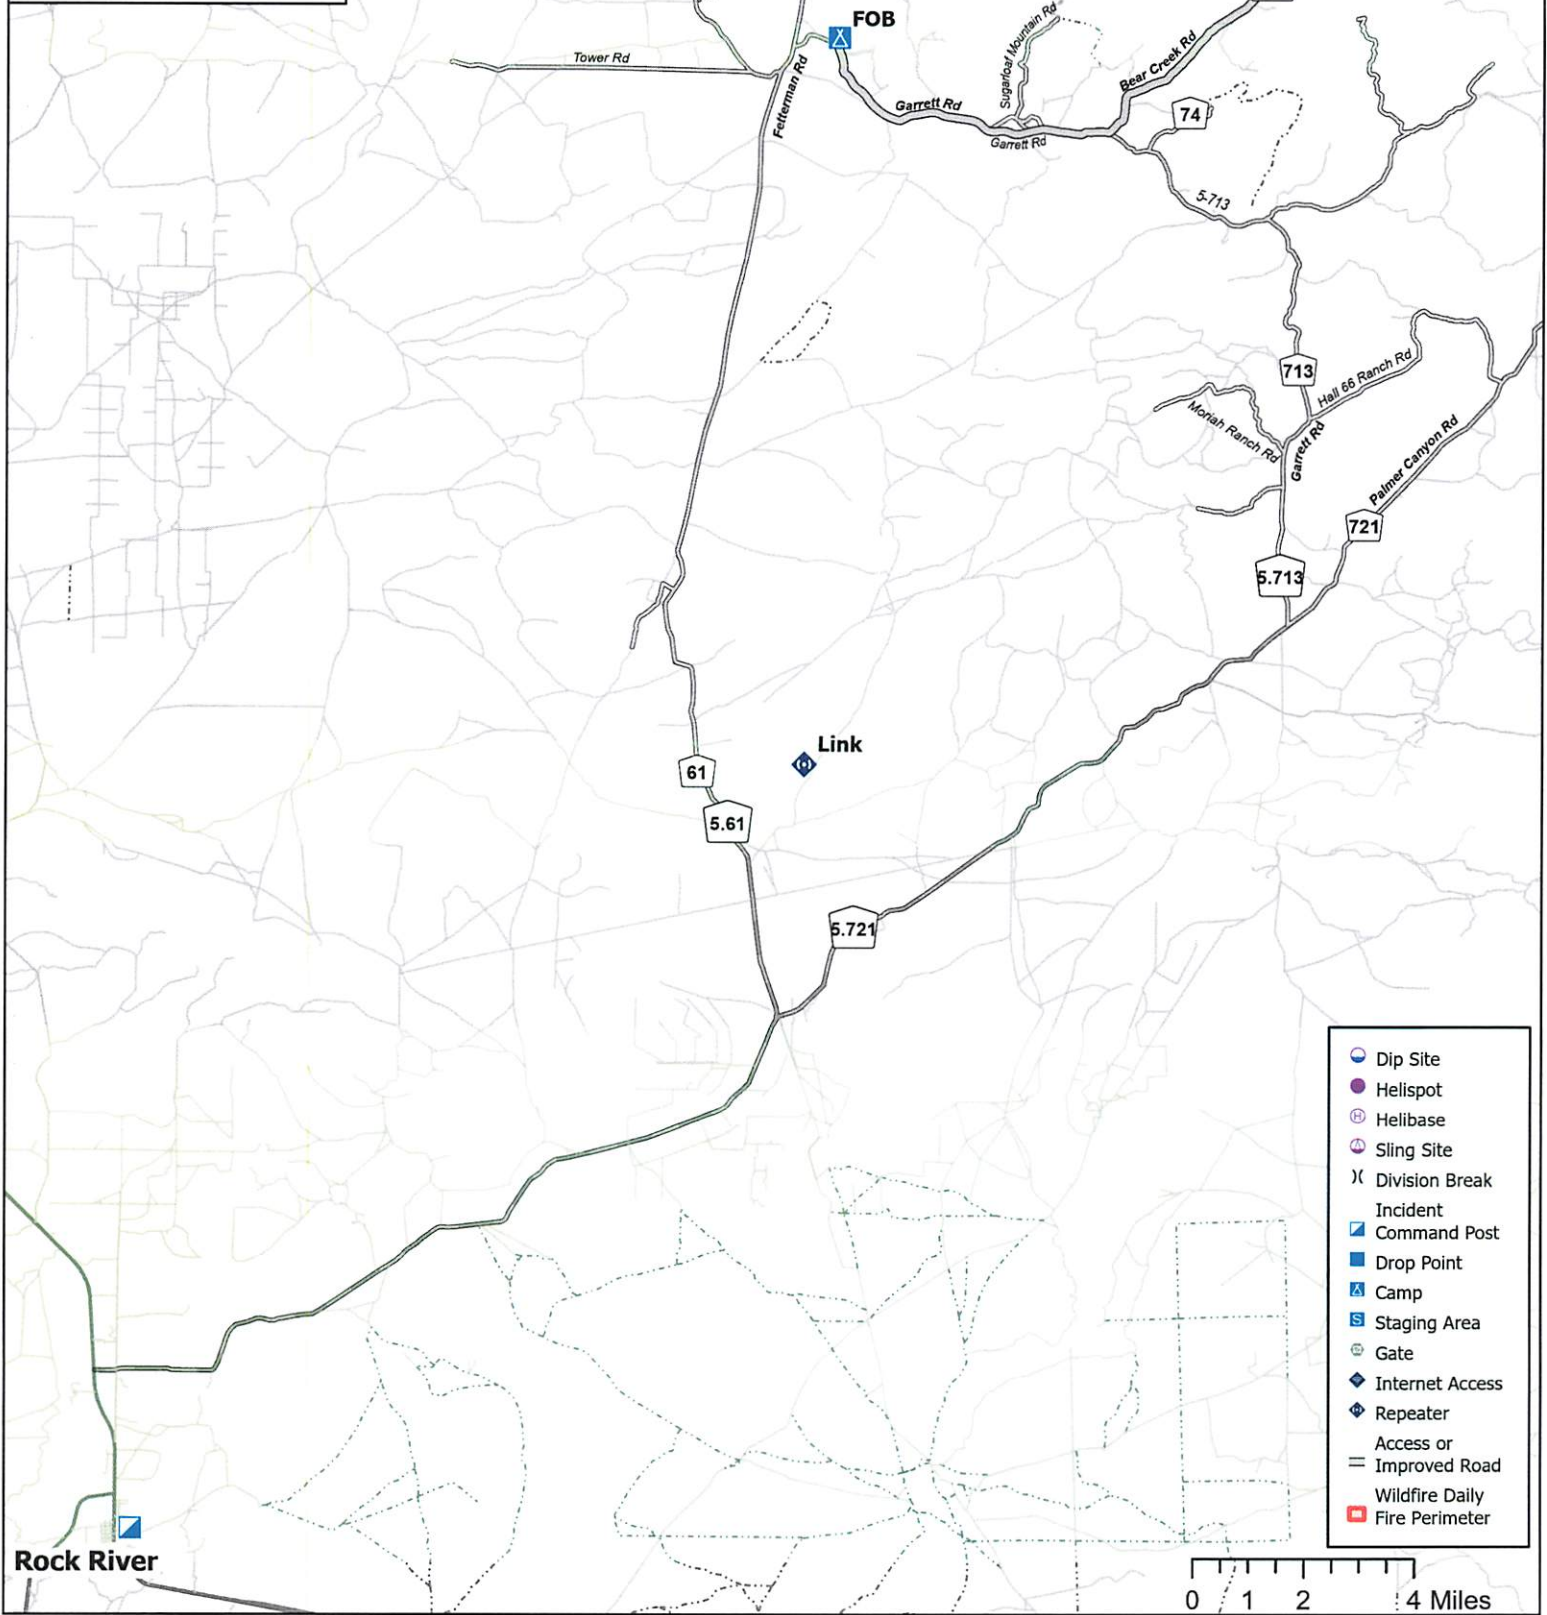 FOB
Sugarloaf Mountain Rd
Bear Creek Rd
Tower Rd
Fetterman Rd
Garrett Rd
74
Garrett Rd
5-713
713
Hall 66 Ranch Rd
Moriah Ranch Rd
Garrett Rd
Palmer Canyon Rd
721
5.713
Link
61
5.61
5.721
Dip Site
Helispot
Helibase
Sling Site
Division Break
Incident
Command Post
Drop Point
Camp
Staging Area
Gate
Internet Access
Repeater
Access or
Improved Road
Wildfire Daily
Fire Perimeter
Rock River
0 1 2 4 Miles